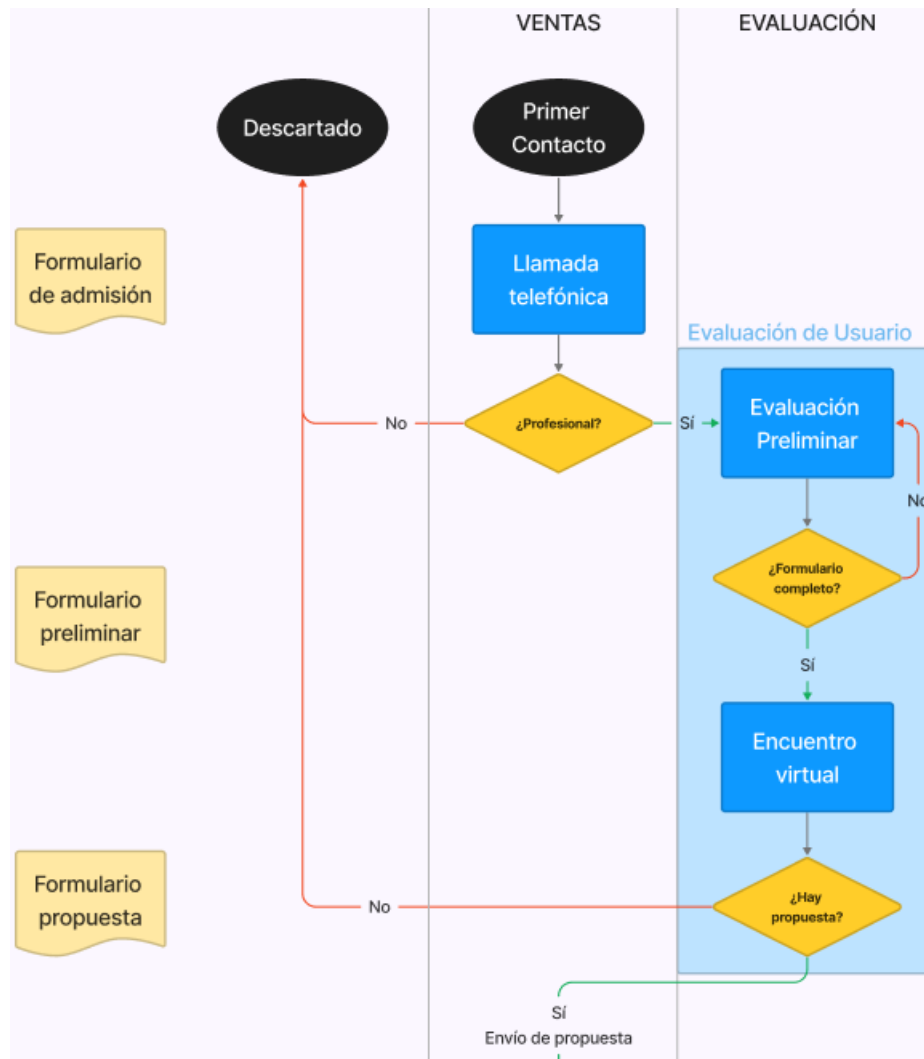 VENTAS
EVALUACIÓN
Descartado
Primer
Contacto
Formulario
de admisión
Llamada
telefónica
Evaluación de Usuario
No
¿Profesional?
Sí
Evaluación
Preliminar
No
¿Formulario
completo?
Formulario
preliminar
Sí
Encuentro
virtual
Formulario
propuesta
No
¿Hay
propuesta?
Sí
Envío de propuesta